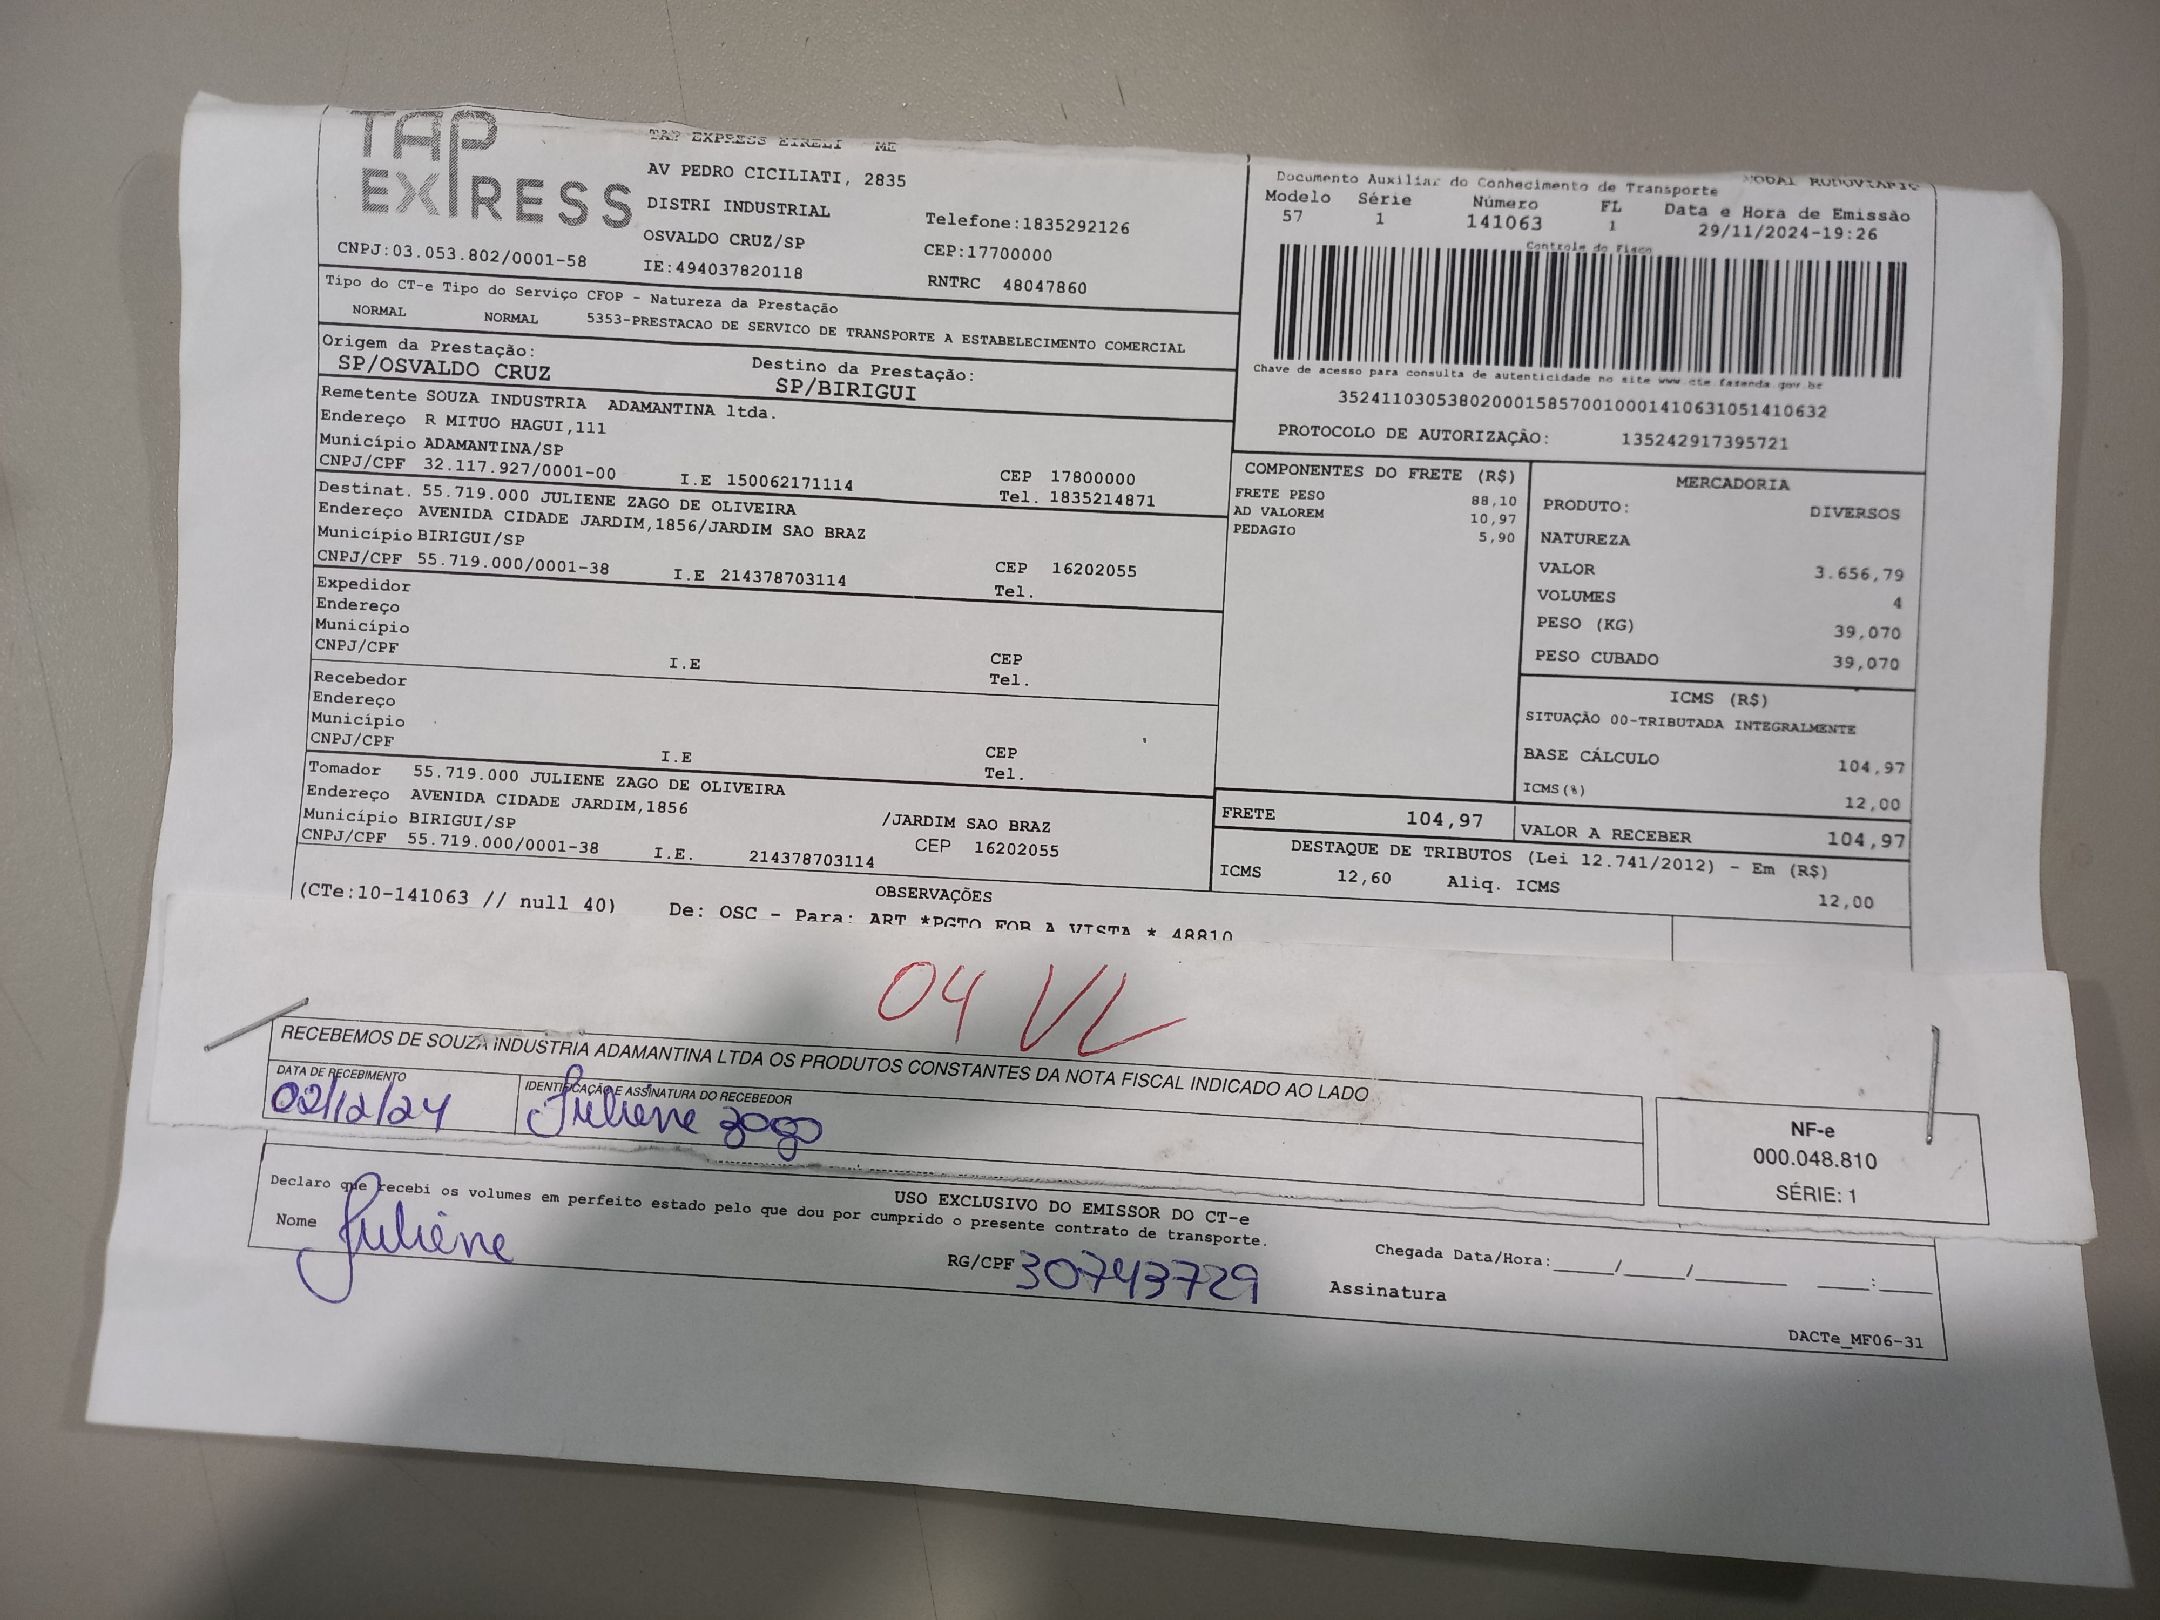 TAP EXPRESS
TAP EXPRESS EIRELI ME
AV PEDRO CICILIATI, 2835
DISTRI INDUSTRIAL
Telefone:1835292126
OSVALDO CRUZ/SP
CEP:17700000
CNPJ:03.053.802/0001-58
IE:494037820118
RNTRC 48047860
MODAL RODOVIARIO
Documento Auxiliar do Conhecimento de Transporte
Modelo Série Número FL Data e Hora de Emissão
57 1 141063 1 29/11/2024-19:26
Controle do Fisco
Chave de acesso para consulta de autenticidade no site www.cte.fazenda.gov.br
35241103053802000158570010001410631051410632
PROTOCOLO DE AUTORIZAÇÃO: 135242917395721
Tipo do CT-e Tipo do Serviço CFOP - Natureza da Prestação
NORMAL NORMAL 5353-PRESTACAO DE SERVICO DE TRANSPORTE A ESTABELECIMENTO COMERCIAL
Origem da Prestação: Destino da Prestação:
SP/OSVALDO CRUZ SP/BIRIGUI
Remetente SOUZA INDUSTRIA ADAMANTINA ltda.
Endereço R MITUO HAGUI,111
Município ADAMANTINA/SP CEP 17800000
CNPJ/CPF 32.117.927/0001-00 I.E 150062171114 Tel. 1835214871
Destinat. 55.719.000 JULIENE ZAGO DE OLIVEIRA
Endereço AVENIDA CIDADE JARDIM,1856/JARDIM SAO BRAZ
Município BIRIGUI/SP CEP 16202055
CNPJ/CPF 55.719.000/0001-38 I.E 214378703114 Tel.
Expedidor
Endereço
Município CEP
CNPJ/CPF I.E Tel.
Recebedor
Endereço
Município CEP
CNPJ/CPF I.E Tel.
Tomador 55.719.000 JULIENE ZAGO DE OLIVEIRA
Endereço AVENIDA CIDADE JARDIM,1856 /JARDIM SAO BRAZ
Município BIRIGUI/SP CEP 16202055
CNPJ/CPF 55.719.000/0001-38 I.E. 214378703114
COMPONENTES DO FRETE (R$)
FRETE PESO 88,10
AD VALOREM 10,97
PEDAGIO 5,90
MERCADORIA
PRODUTO: DIVERSOS
NATUREZA
VALOR 3.656,79
VOLUMES 4
PESO (KG) 39,070
PESO CUBADO 39,070
ICMS (R$)
SITUAÇÃO 00-TRIBUTADA INTEGRALMENTE
BASE CÁLCULO 104,97
ICMS(%) 12,00
FRETE 104,97 VALOR A RECEBER 104,97
DESTAQUE DE TRIBUTOS (Lei 12.741/2012) - Em (R$)
ICMS 12,60 Aliq. ICMS 12,00
OBSERVAÇÕES
(CTe:10-141063 // null 40) De: OSC - Para: ART *PGTO FOB A VISTA * 48810
04 VL
RECEBEMOS DE SOUZA INDUSTRIA ADAMANTINA LTDA OS PRODUTOS CONSTANTES DA NOTA FISCAL INDICADO AO LADO
DATA DE RECEBIMENTO IDENTIFICAÇÃO E ASSINATURA DO RECEBEDOR
02/12/24 Juliene Zago
NF-e
000.048.810
SÉRIE: 1
USO EXCLUSIVO DO EMISSOR DO CT-e
Declaro que recebi os volumes em perfeito estado pelo que dou por cumprido o presente contrato de transporte.
Nome Juliene RG/CPF 30743729 Chegada Data/Hora:____/____/______ ____:____
Assinatura
DACTe_MF06-31